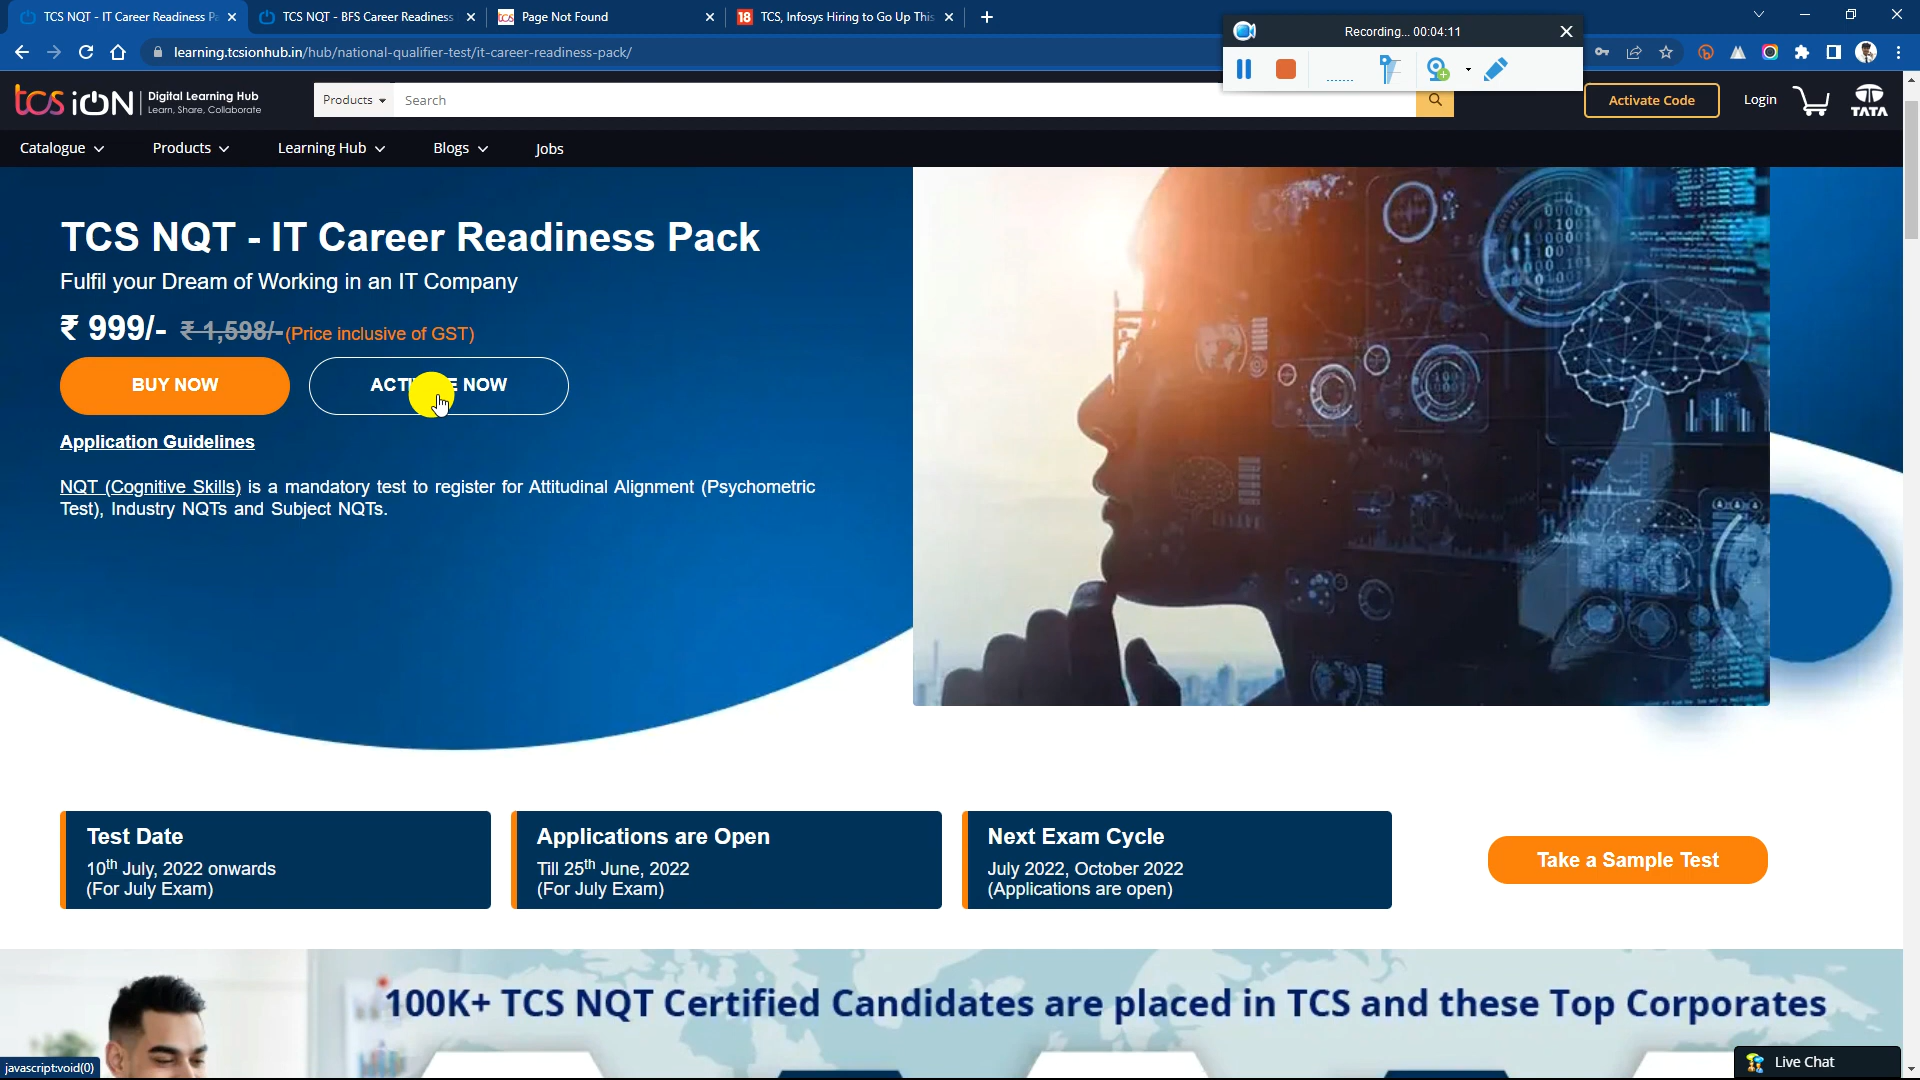 TCS NQT - IT Career Readiness Pa
TCS NQT - BFS Career Readiness
Page Not Found
TCS, Infosys Hiring to Go Up This
Recording... 00:04:11
learning.tcsionhub.in/hub/national-qualifier-test/it-career-readiness-pack/
tcs iON
Digital Learning Hub
Learn. Share. Collaborate
Products
Search
Activate Code
Login
TATA
Catalogue
Products
Learning Hub
Blogs
Jobs
TCS NQT - IT Career Readiness Pack
Fulfil your Dream of Working in an IT Company
₹ 999/- ₹ 1,598/- (Price inclusive of GST)
BUY NOW
NOW
Application Guidelines
NQT (Cognitive Skills) is a mandatory test to register for Attitudinal Alignment (Psychometric
Test), Industry NQTs and Subject NQTs.
Test Date
10th July, 2022 onwards
(For July Exam)
Applications are Open
Till 25th June, 2022
(For July Exam)
Next Exam Cycle
July 2022, October 2022
(Applications are open)
Take a Sample Test
100K+ TCS NQT Certified Candidates are placed in TCS and these Top Corporates
javascript:void(0)
Live Chat